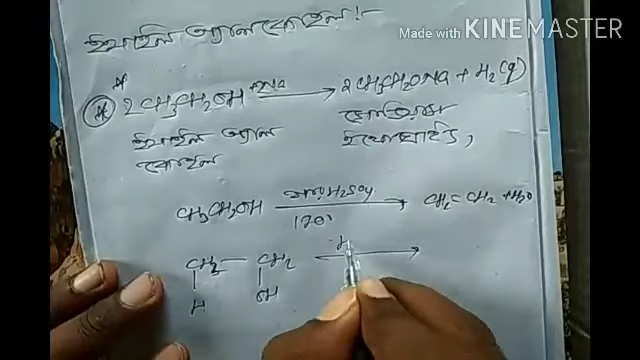 Made with KINEMASTER
ইথাইল অ্যালকোহল :-
2CH3CH2OH +Na → 2CH3CH2ONa + H2(g)
ইথাইল অ্যাল সোডিয়াম
কোহল ইথোক্সাইড,
CH3CH2OH গাঢ় H2SO4 → CH2=CH2 + H2O
170°
CH2 — CH2 →
H OH